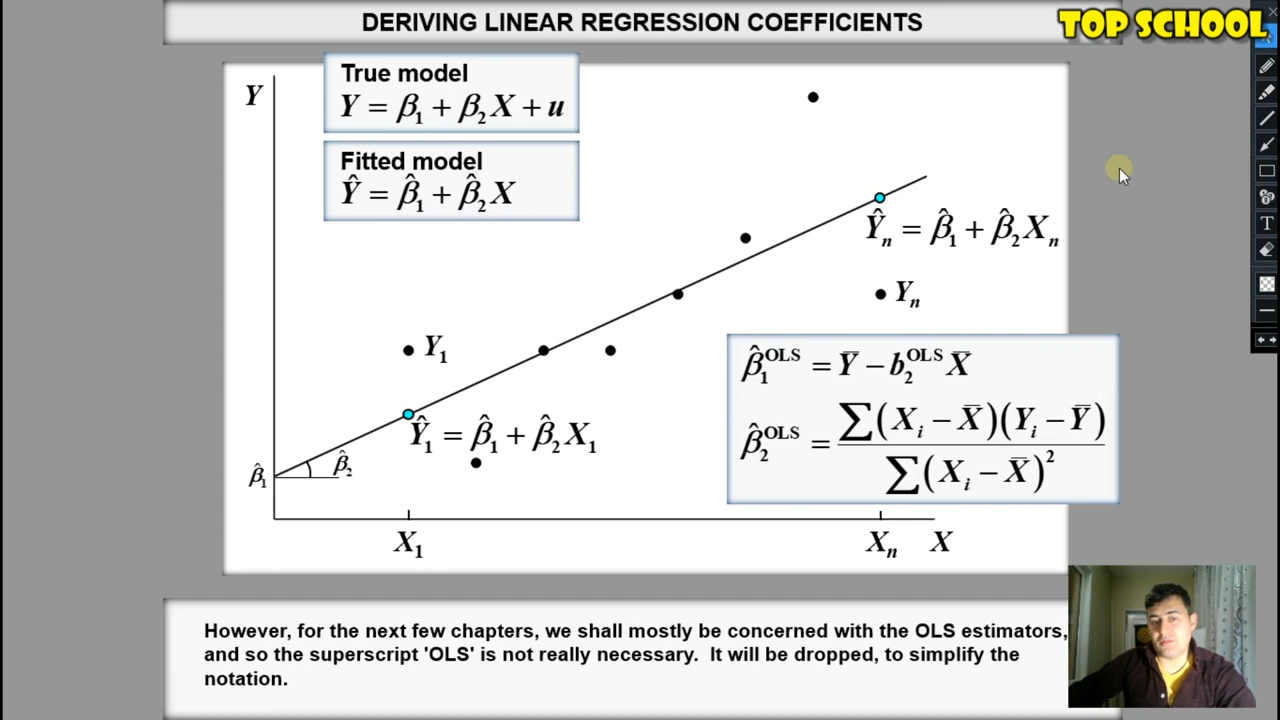 DERIVING LINEAR REGRESSION COEFFICIENTS
TOP SCHOOL
Y
True model
Y = β₁ + β₂X + u
Fitted model
Ŷ = β̂₁ + β̂₂X
Ŷₙ = β̂₁ + β̂₂Xₙ
Yₙ
Y₁
Ŷ₁ = β̂₁ + β̂₂X₁
β̂₁
β̂₂
β̂₁ᴼᴸˢ = Ȳ − b₂ᴼᴸˢ X̄
β̂₂ᴼᴸˢ = ∑(Xᵢ − X̄)(Yᵢ − Ȳ) / ∑(Xᵢ − X̄)²
X₁
Xₙ
X
T
However, for the next few chapters, we shall mostly be concerned with the OLS estimators,
and so the superscript 'OLS' is not really necessary. It will be dropped, to simplify the
notation.